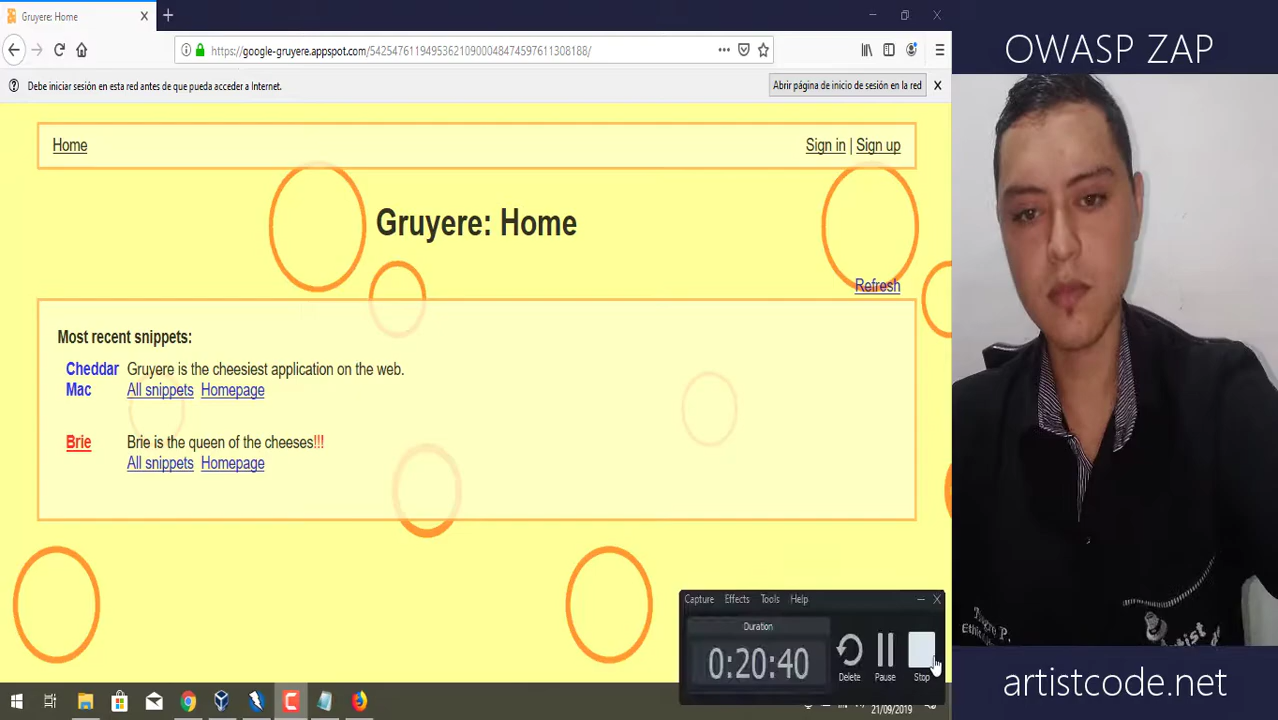 Gruyere: Home
https://google-gruyere.appspot.com/542547611949536210900048474597611308188/
Debe iniciar sesión en esta red antes de que pueda acceder a Internet.
Abrir página de inicio de sesión en la red
Home
Sign in | Sign up
Gruyere: Home
Refresh
Most recent snippets:
Cheddar Mac
Gruyere is the cheesiest application on the web.
All snippets Homepage
Brie
Brie is the queen of the cheeses!!!
All snippets Homepage
Capture Effects Tools Help
Duration
0:20:40
Delete Pause Stop
21/09/2019
OWASP ZAP
artistcode.net